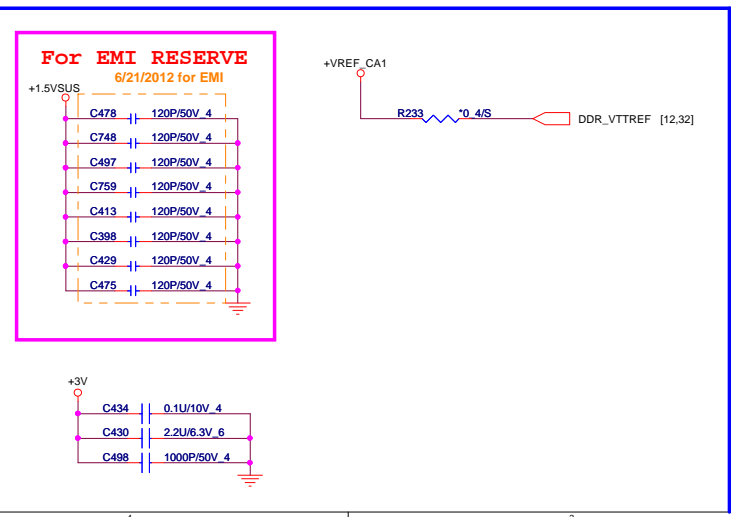 For EMI RESERVE
6/21/2012 for EMI
+1.5VSUS
C478 120P/50V_4
C748 120P/50V_4
C497 120P/50V_4
C759 120P/50V_4
C413 120P/50V_4
C398 120P/50V_4
C429 120P/50V_4
C475 120P/50V_4
+VREF_CA1
R233 *0_4/S
DDR_VTTREF [12,32]
+3V
C434 0.1U/10V_4
C430 2.2U/6.3V_6
C498 1000P/50V_4